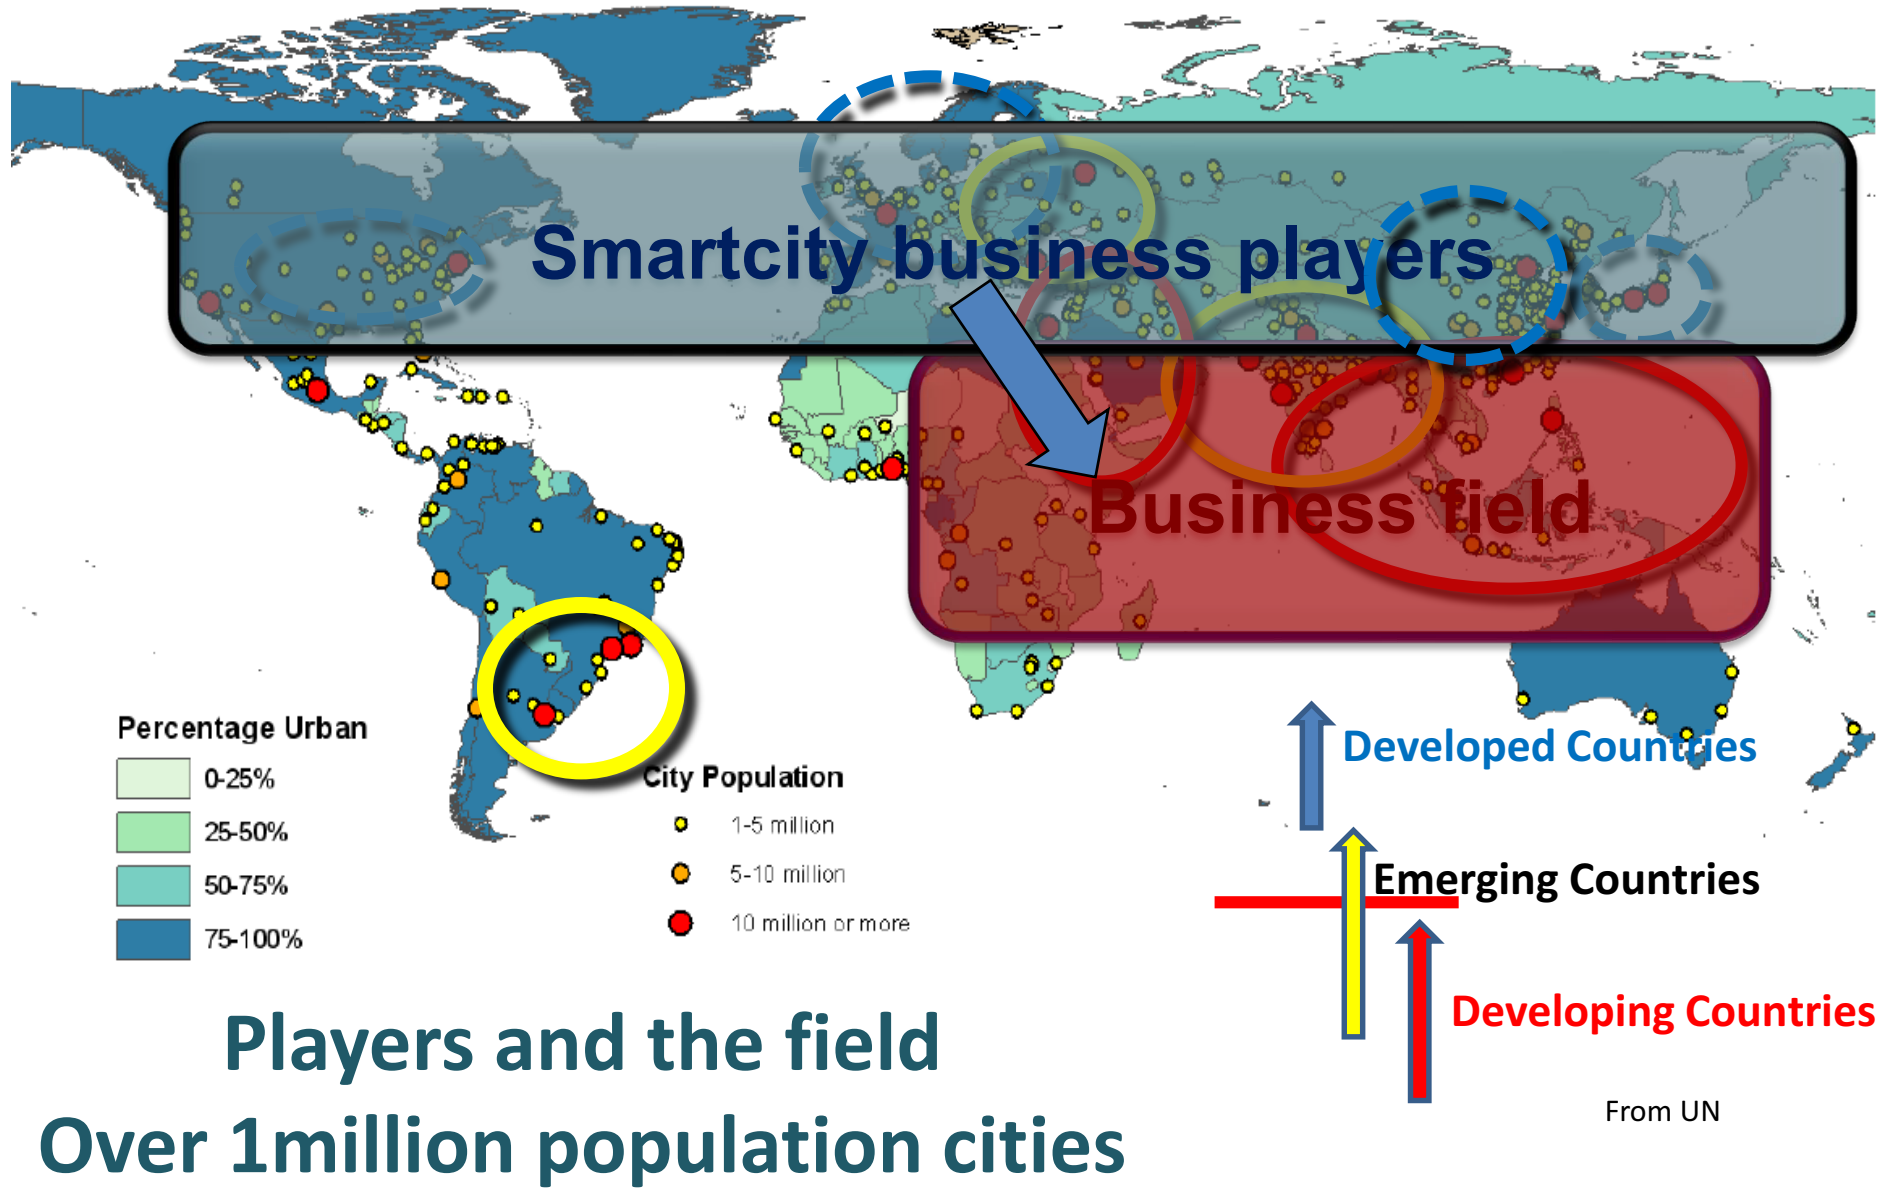 Smartcity business players
Business field
Percentage Urban
0-25%
25-50%
50-75%
75-100%
City Population
1-5 million
5-10 million
10 million or more
Developed Countries
Emerging Countries
Developing Countries
From UN
Players and the field
Over 1million population cities